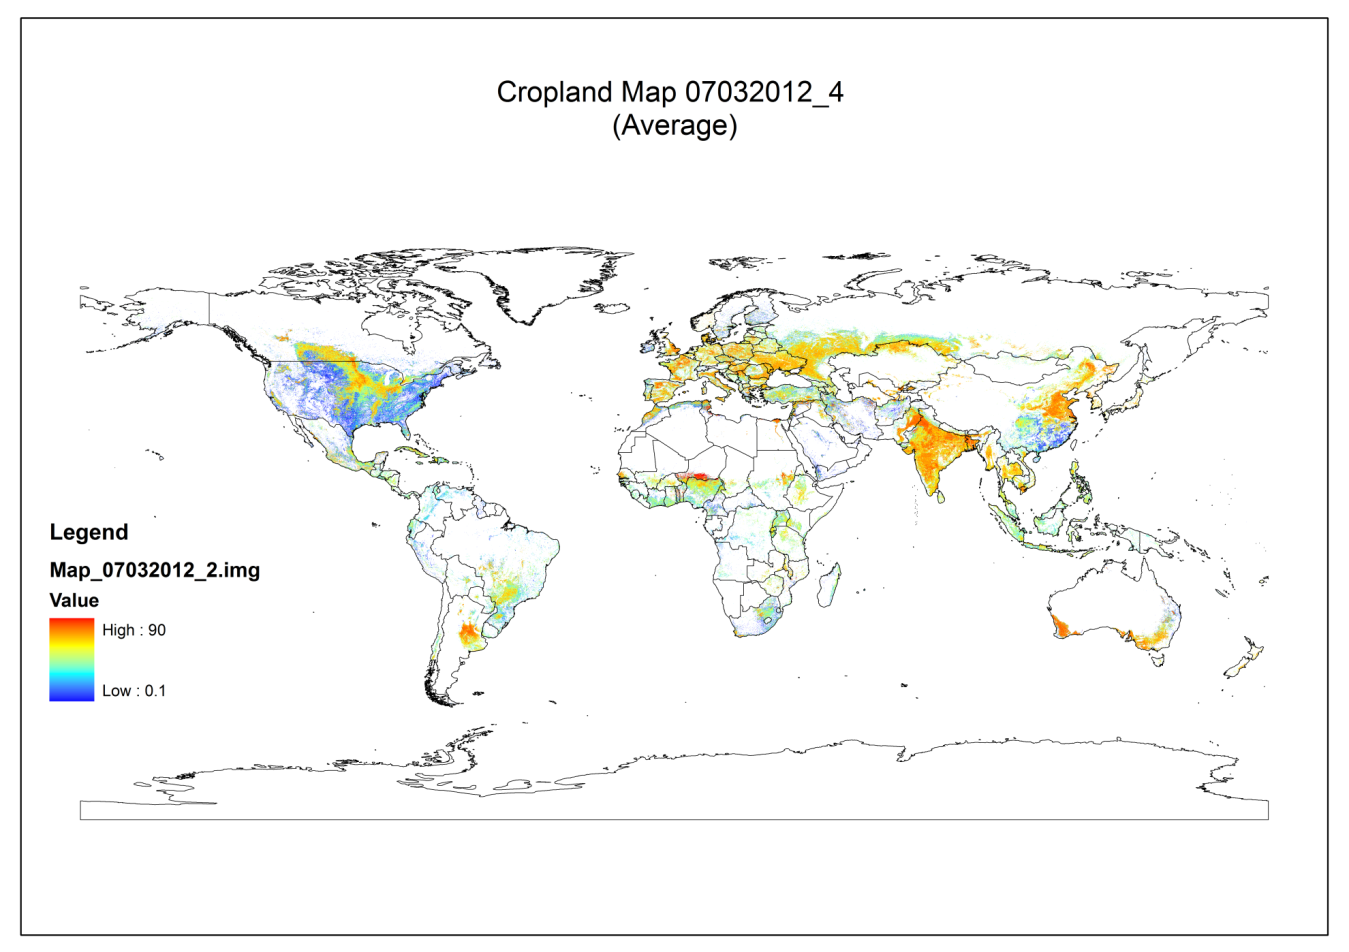 Cropland Map 07032012_4
(Average)
Legend
Map_07032012_2.img
Value
High : 90
Low : 0.1